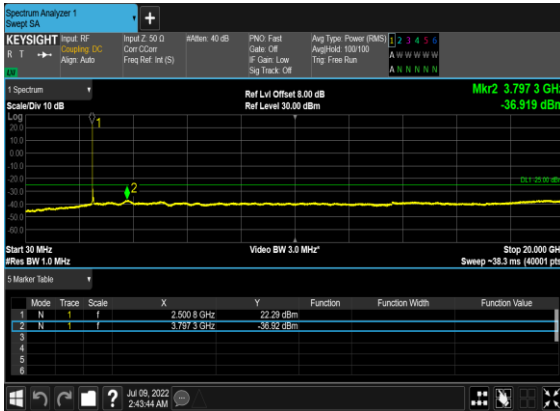 Spectrum Analyzer 1
Swept SA
KEYSIGHT Input: RF Input Z: 50 Ω #Atten: 40 dB PNO: Fast Avg Type: Power (RMS) 1 2 3 4 5 6
R T Coupling: DC Corr CCorr Gate: Off Avg|Hold: 100/100 A W W W W W
Align: Auto Freq Ref: Int (S) IF Gain: Low Trig: Free Run
Sig Track: Off A N N N N N
1 Spectrum Ref Lvl Offset 8.00 dB Mkr2 3.797 3 GHz
Scale/Div 10 dB Ref Level 30.00 dBm -36.919 dBm
Log
20.0
10.0
0.00
-10.0
-20.0
-30.0
-40.0
-50.0
-60.0
1
2
DL1 -25.00 dBm
Start 30 MHz Video BW 3.0 MHz* Stop 20.000 GHz
#Res BW 1.0 MHz Sweep ~38.3 ms (40001 pts)
5 Marker Table
Mode Trace Scale X Y Function Function Width Function Value
1 N 1 f 2.500 8 GHz 22.29 dBm
2 N 1 f 3.797 3 GHz -36.92 dBm
3
4
5
6
Jul 09, 2022
2:43:44 AM